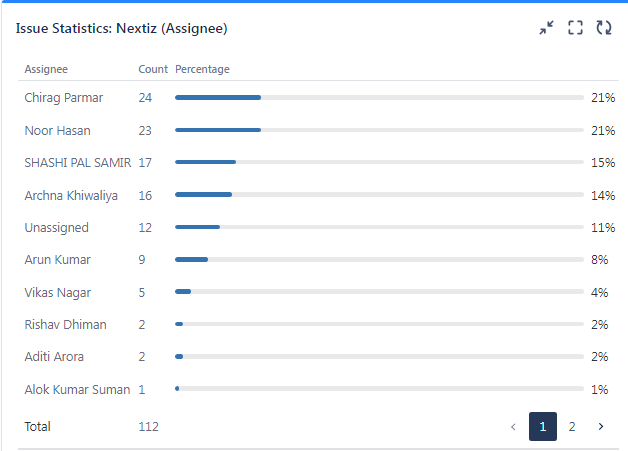 Issue Statistics: Nextiz (Assignee)
Assignee Count Percentage
Chirag Parmar 24 21%
Noor Hasan 23 21%
SHASHI PAL SAMIR 17 15%
Archna Khiwaliya 16 14%
Unassigned 12 11%
Arun Kumar 9 8%
Vikas Nagar 5 4%
Rishav Dhiman 2 2%
Aditi Arora 2 2%
Alok Kumar Suman 1 1%
Total 112 ‹ 1 2 ›